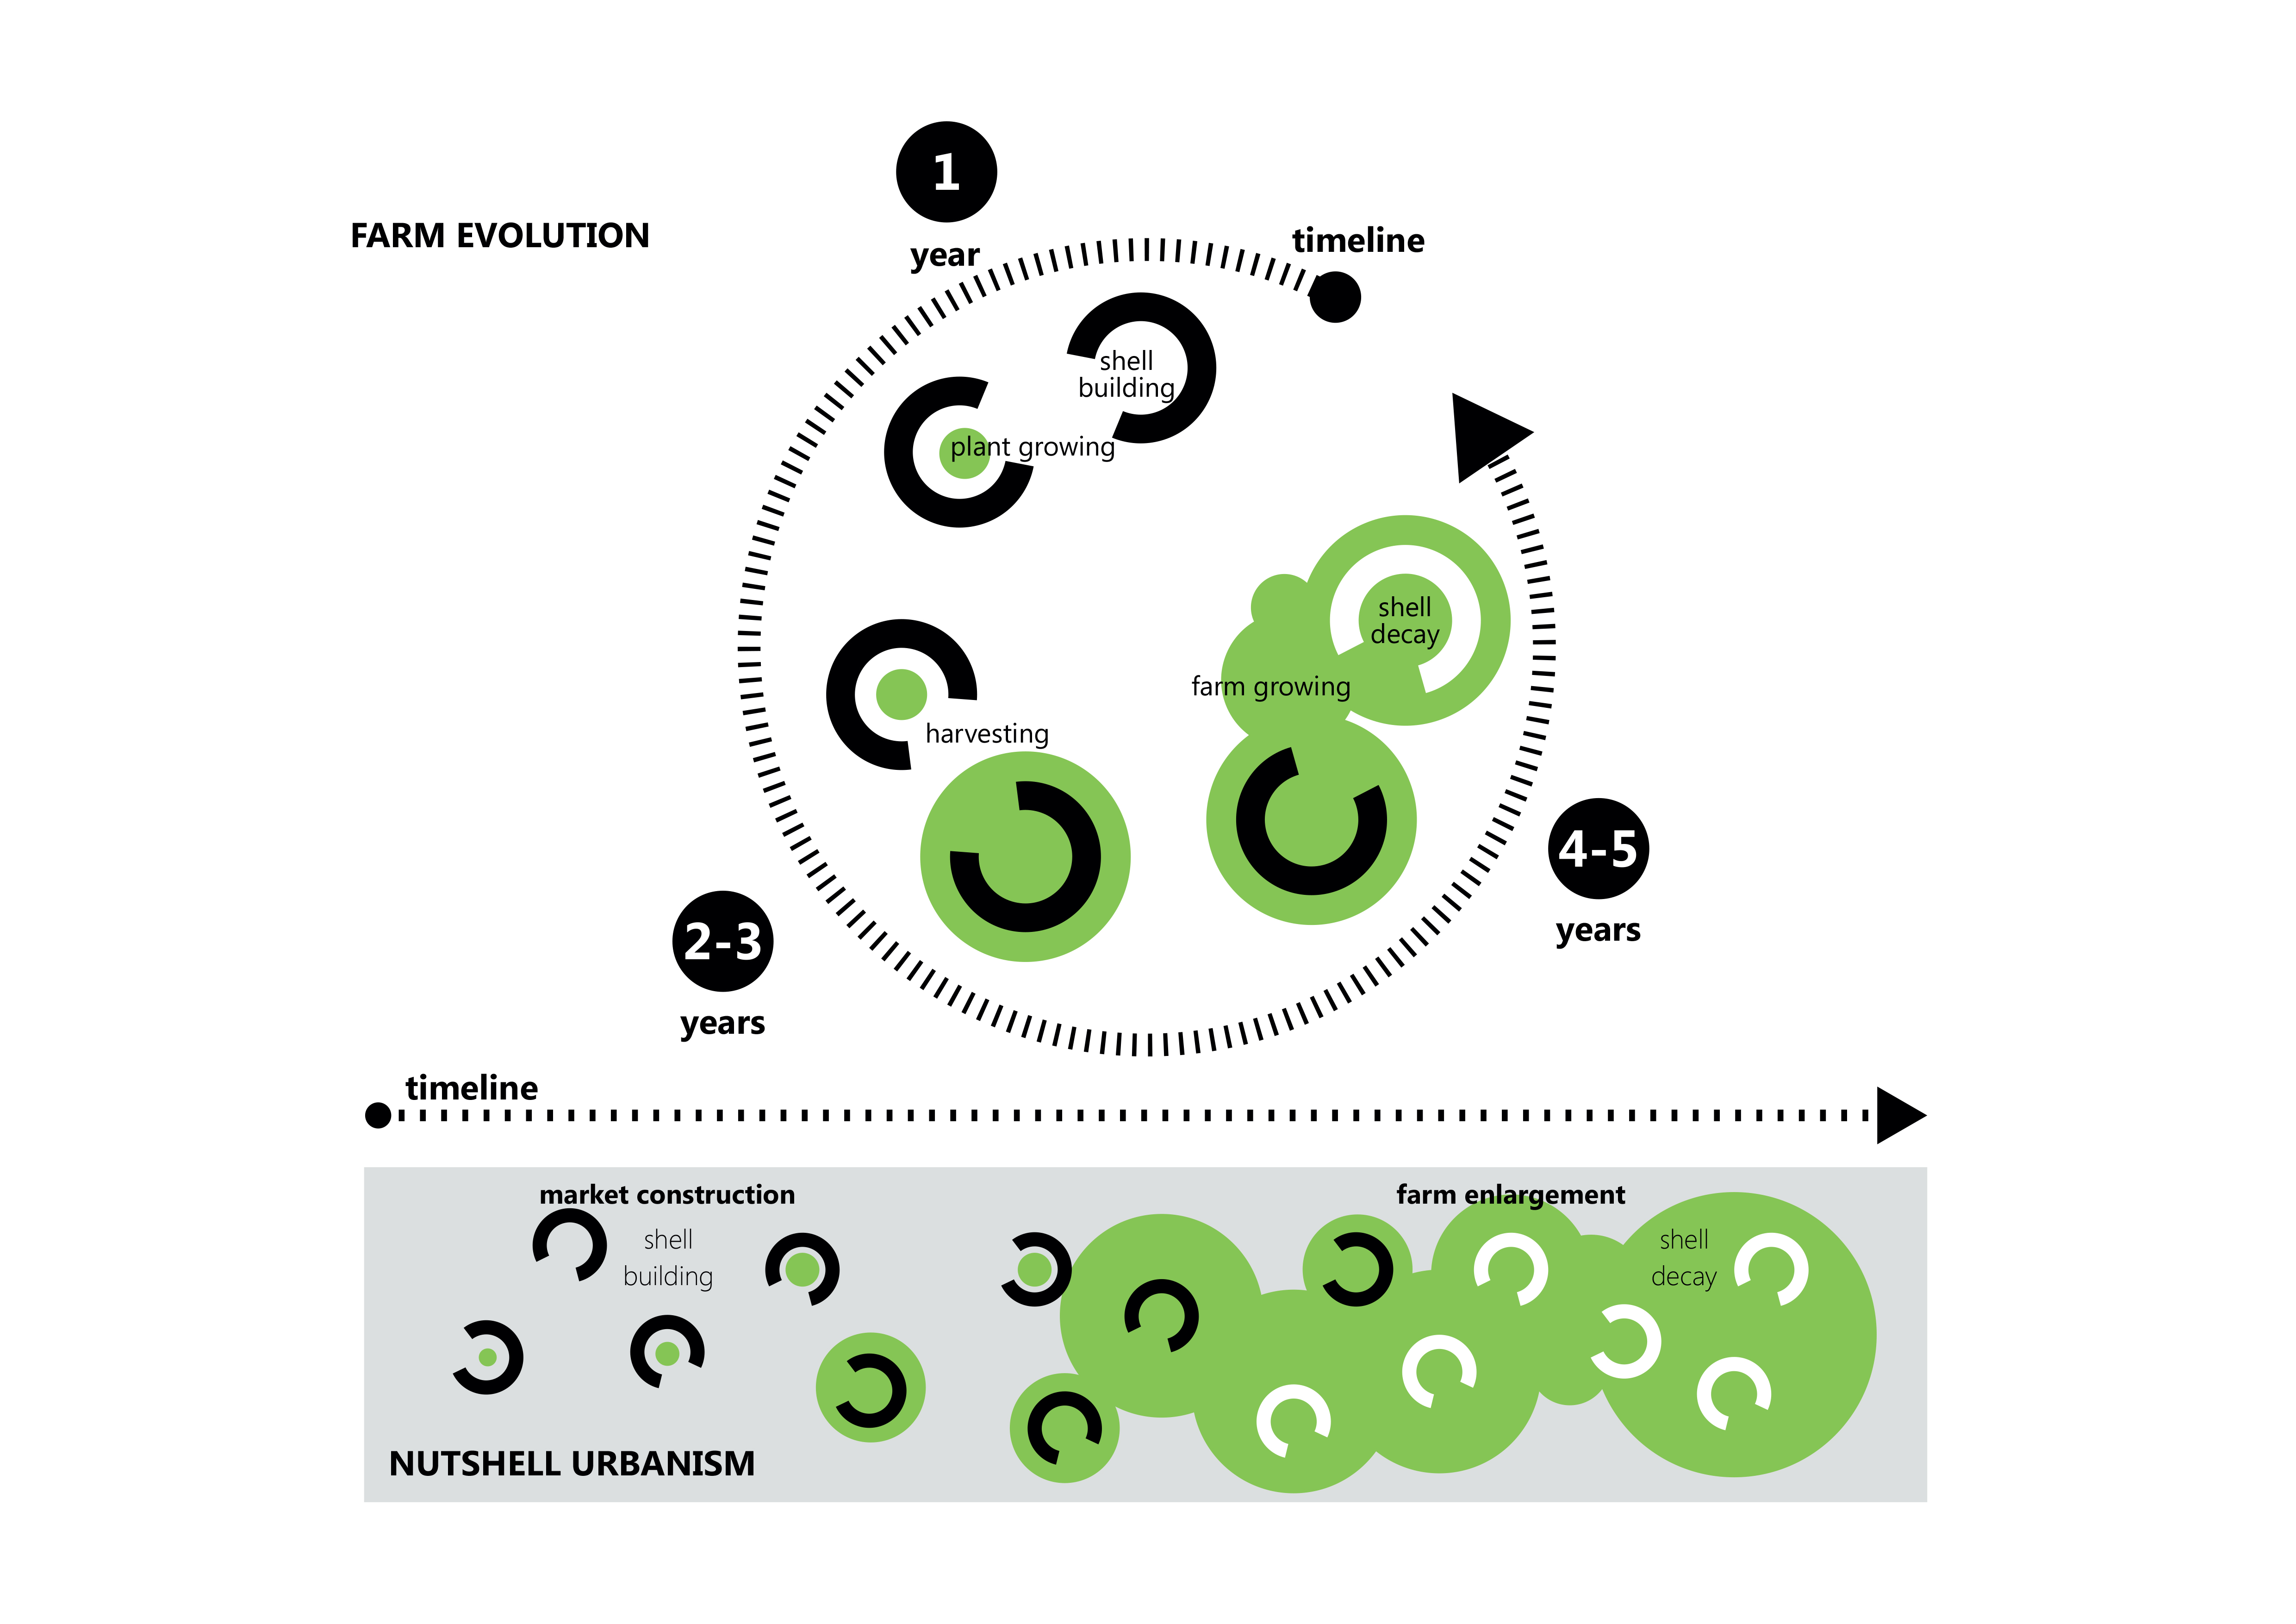 FARM EVOLUTION
1
year
timeline
shell
building
plant growing
shell
decay
farm growing
harvesting
4-5
years
2-3
years
timeline
market construction
farm enlargement
shell
building
shell
decay
NUTSHELL URBANISM